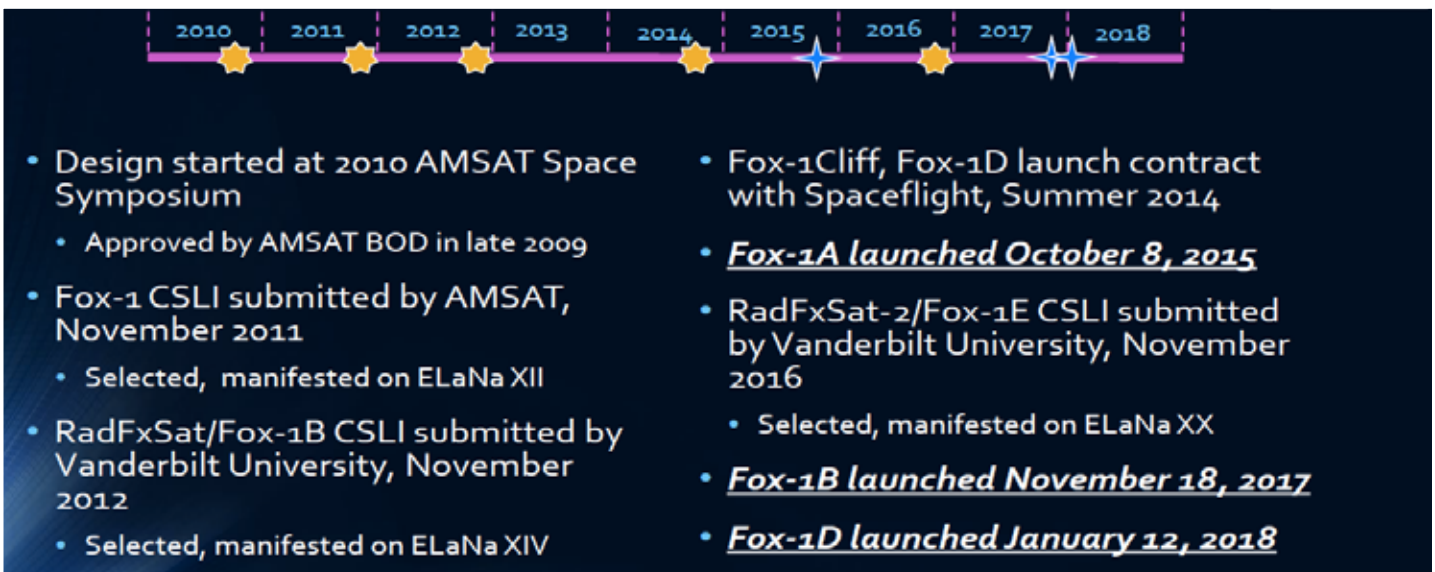 2010 2011 2012 2013 2014 2015 2016 2017 2018
• Design started at 2010 AMSAT Space
Symposium
• Approved by AMSAT BOD in late 2009
• Fox-1 CSLI submitted by AMSAT,
November 2011
• Selected, manifested on ELaNa XII
• RadFxSat/Fox-1B CSLI submitted by
Vanderbilt University, November
2012
• Selected, manifested on ELaNa XIV
• Fox-1Cliff, Fox-1D launch contract
with Spaceflight, Summer 2014
• Fox-1A launched October 8, 2015
• RadFxSat-2/Fox-1E CSLI submitted
by Vanderbilt University, November
2016
• Selected, manifested on ELaNa XX
• Fox-1B launched November 18, 2017
• Fox-1D launched January 12, 2018